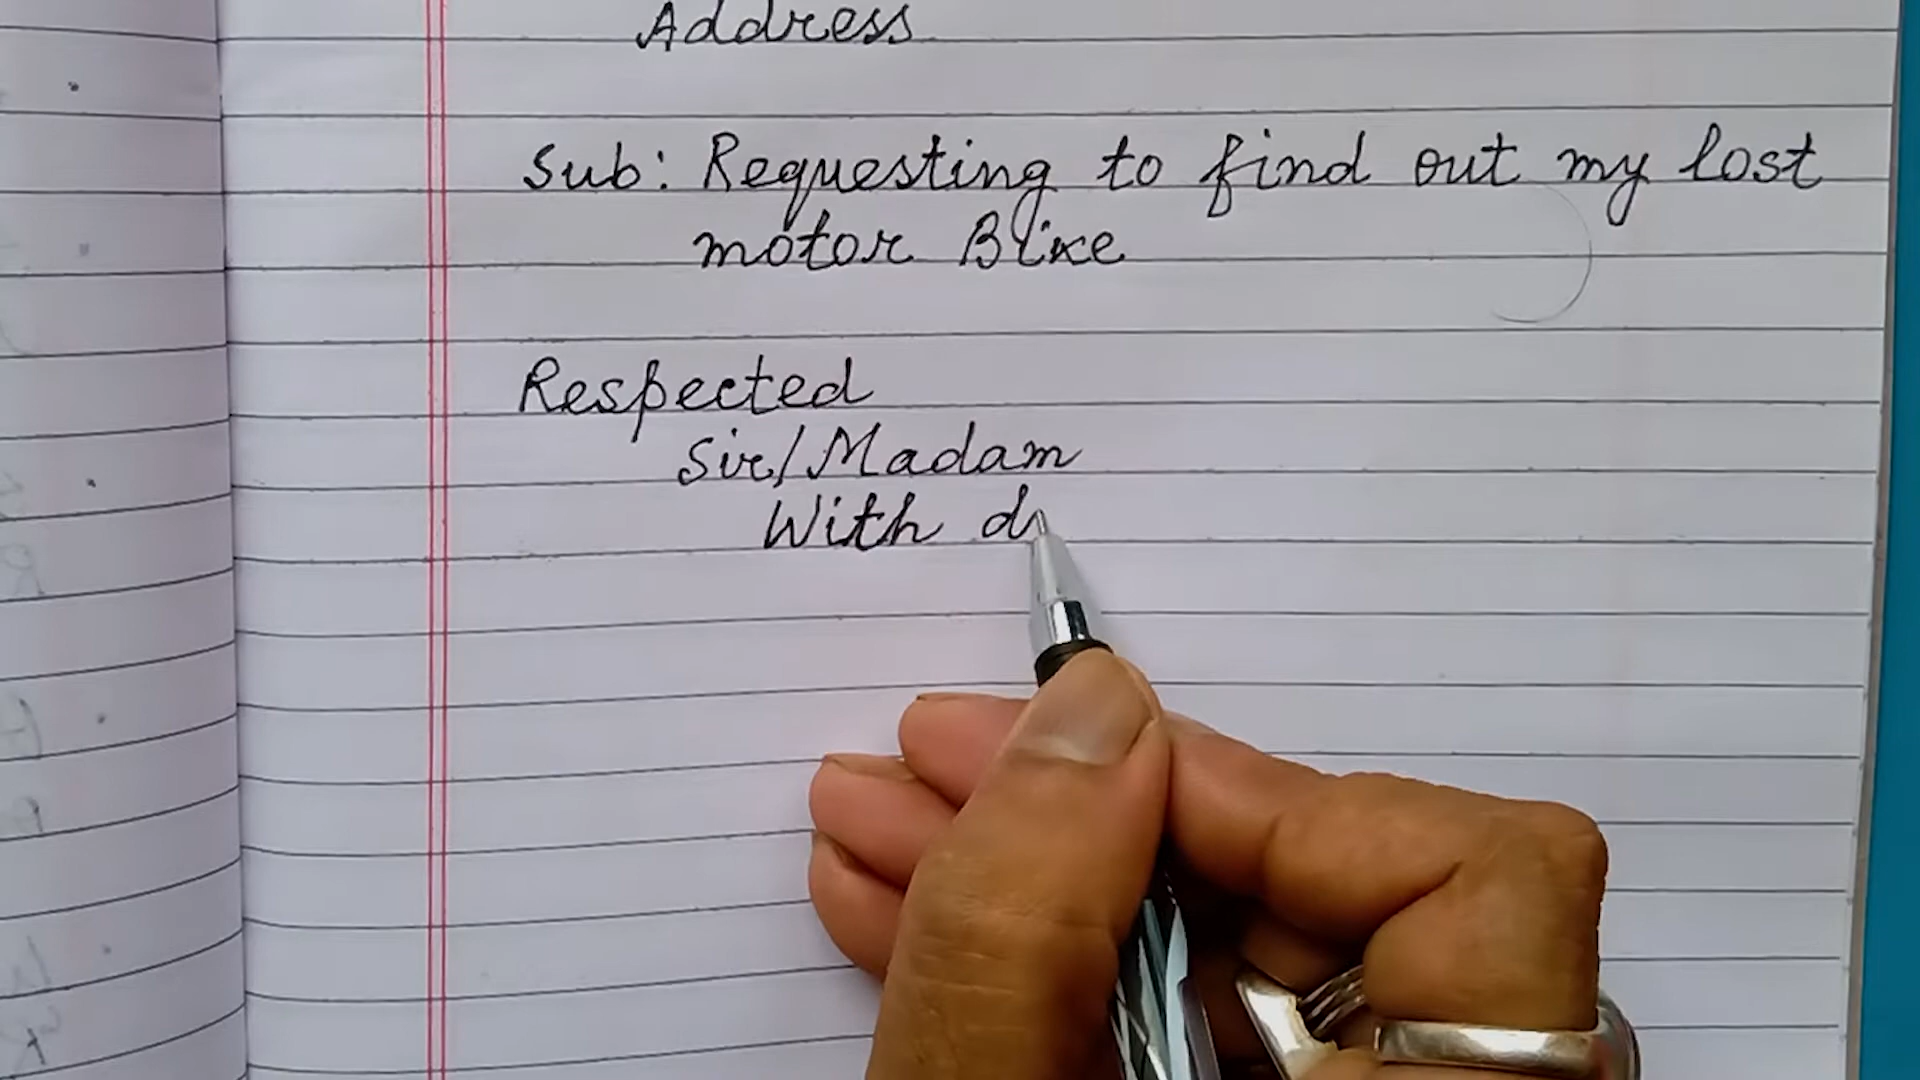 Address
Sub: Requesting to find out my lost
motor Bike
Respected
Sir/Madam
With d